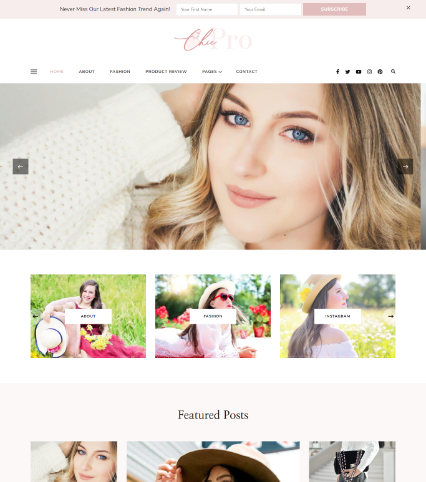 Never Miss Our Latest Fashion Trend Again! Your First Name Your Email SUBSCRIBE
Chic Pro
HOME ABOUT FASHION PRODUCT REVIEW PAGES CONTACT
ABOUT FASHION INSTAGRAM
Featured Posts